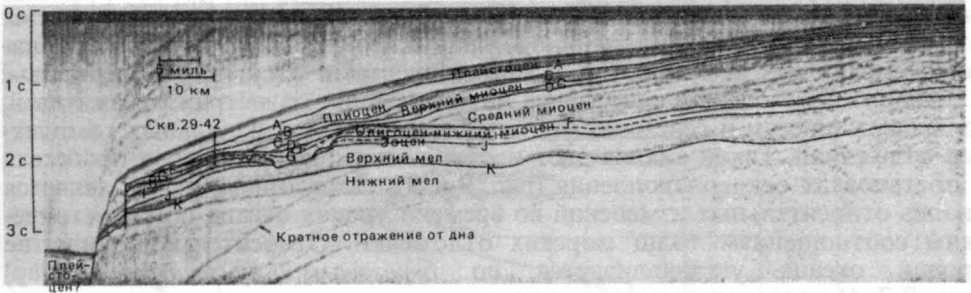 0 с
1 с
2 с
3 с
5 миль
10 км
Скв.29-42
Плейстоцен A
B
C
D
Плиоцен
Верхний миоцен
Средний миоцен
A
B
C
D
F
G
Олигоцен-нижний миоцен
Эоцен
J
Верхний мел
K
Нижний мел
J
K
Кратное отражение от дна
Плей-
сто-
цен?